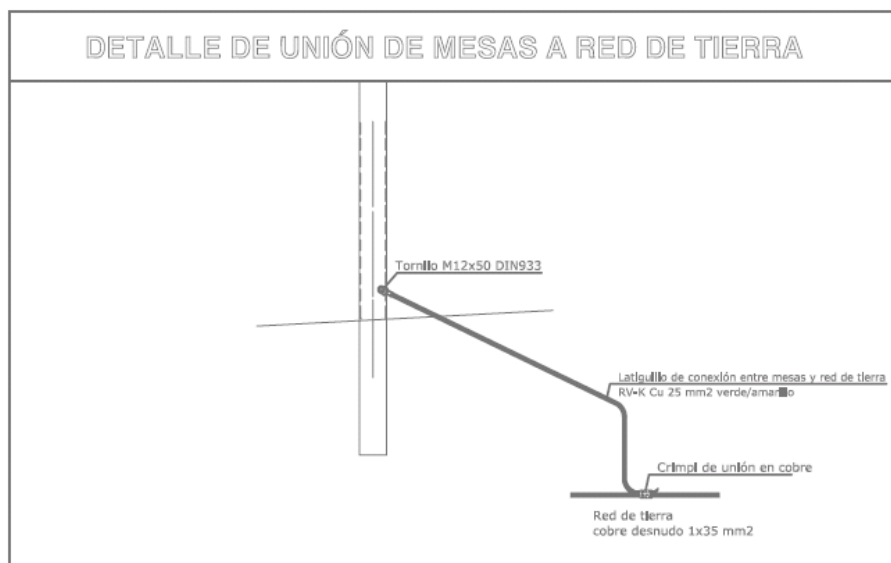 DETALLE DE UNIÓN DE MESAS A RED DE TIERRA
Tornillo M12x50 DIN933
Latiguillo de conexión entre mesas y red de tierra
RV-K Cu 25 mm2 verde/amarillo
Crimpi de unión en cobre
Red de tierra
cobre desnudo 1x35 mm2